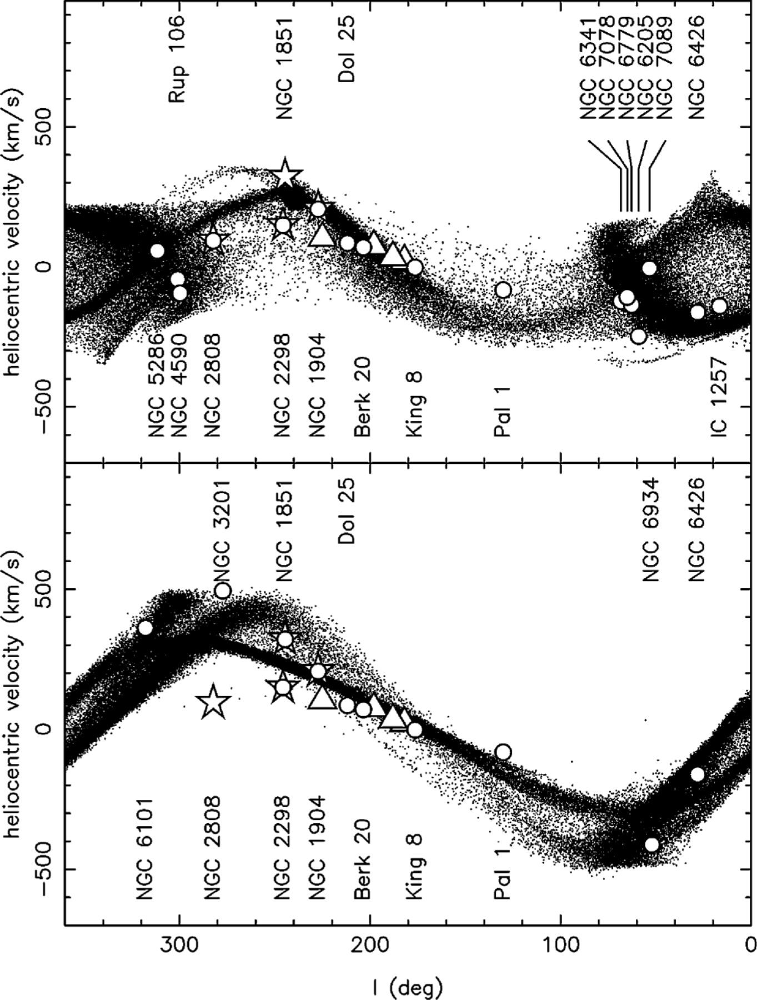 Rup 106
NGC 1851
Dol 25
NGC 6341
NGC 7078
NGC 6779
NGC 6205
NGC 7089
NGC 6426
heliocentric velocity (km/s)
500
0
−500
NGC 5286
NGC 4590
NGC 2808
NGC 2298
NGC 1904
Berk 20
King 8
Pal 1
IC 1257
NGC 3201
NGC 1851
Dol 25
NGC 6934
NGC 6426
heliocentric velocity (km/s)
500
0
−500
NGC 6101
NGC 2808
NGC 2298
NGC 1904
Berk 20
King 8
Pal 1
300
200
100
0
l (deg)